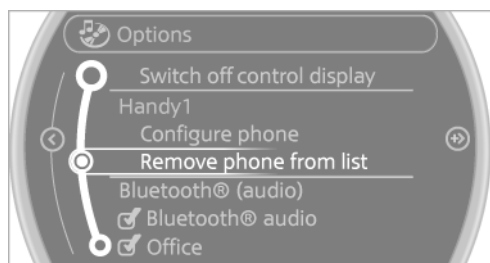 Options
Switch off control display
Handy1
Configure phone
Remove phone from list
Bluetooth® (audio)
Bluetooth® audio
Office